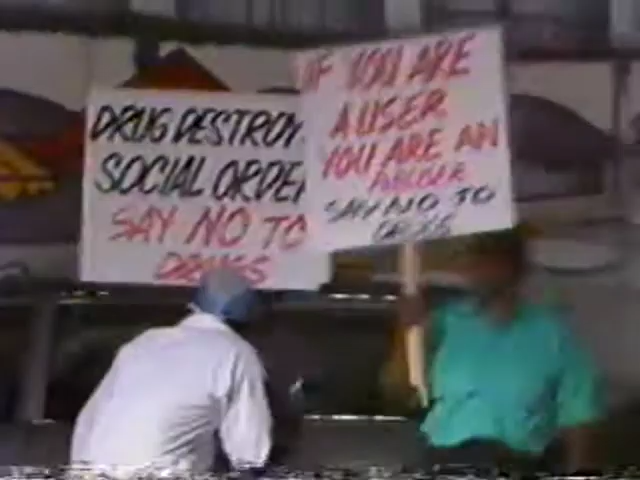 DRUG DESTROY
SOCIAL ORDE
SAY NO TO
DRUGS
IF YOU ARE
A USER
YOU ARE AN
ABUSER
SAY NO TO
DRUGS